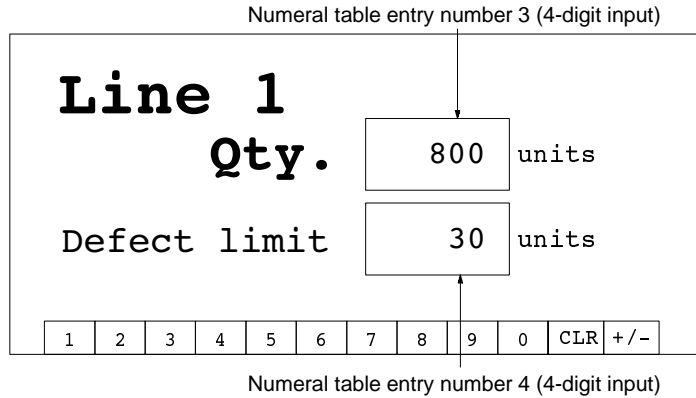 Numeral table entry number 3 (4-digit input)
Line 1
Qty. 800 units
Defect limit 30 units
1 2 3 4 5 6 7 8 9 0 CLR +/-
Numeral table entry number 4 (4-digit input)